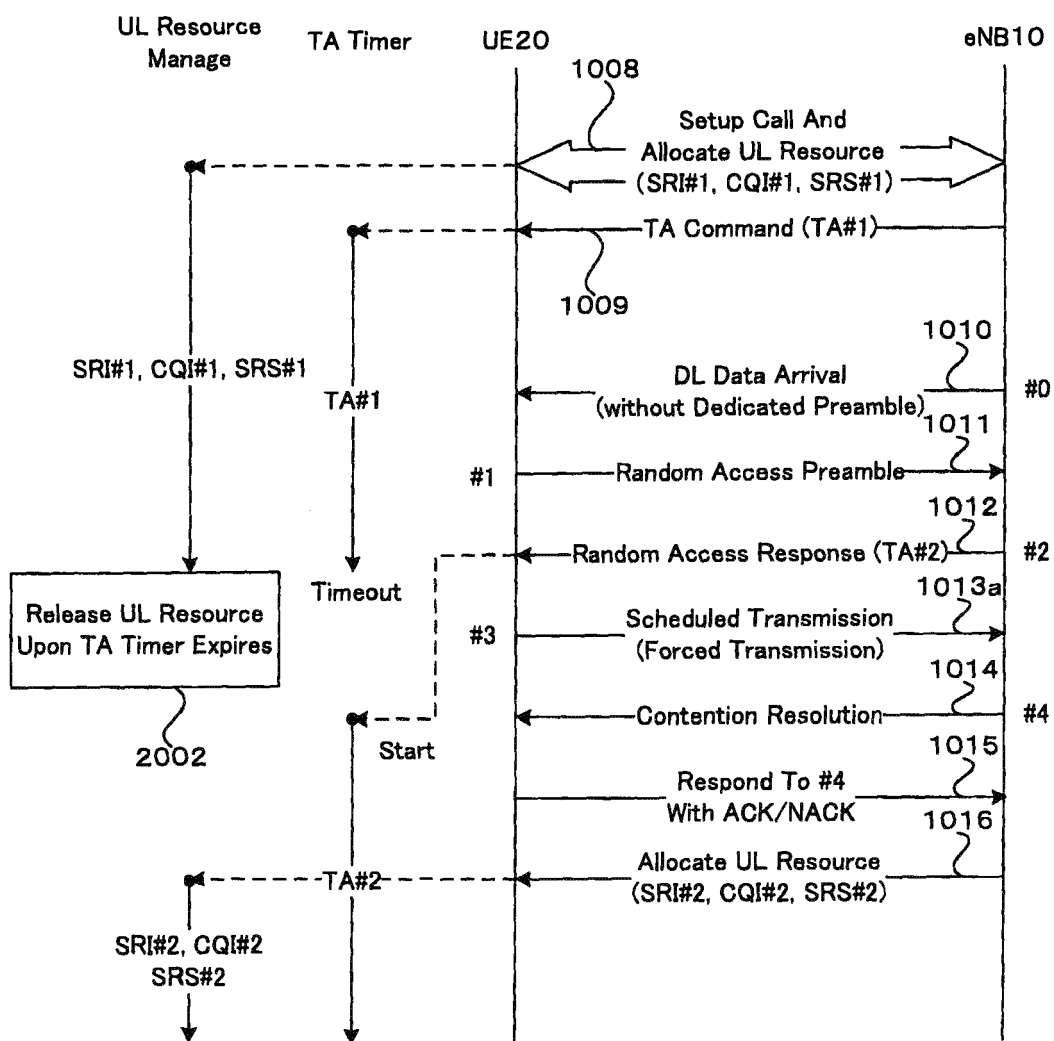 UL Resource
Manage
TA Timer
UE20
eNB10
1008
Setup Call And
Allocate UL Resource
(SRI#1, CQI#1, SRS#1)
TA Command (TA#1)
1009
1010
SRI#1, CQI#1, SRS#1
TA#1
DL Data Arrival
(without Dedicated Preamble)
#0
1011
#1
Random Access Preamble
1012
Random Access Response (TA#2)
#2
Timeout
1013a
Release UL Resource
Upon TA Timer Expires
#3
Scheduled Transmission
(Forced Transmission)
1014
Contention Resolution
#4
2002
Start
1015
Respond To #4
With ACK/NACK
1016
Allocate UL Resource
(SRI#2, CQI#2, SRS#2)
TA#2
SRI#2, CQI#2
SRS#2